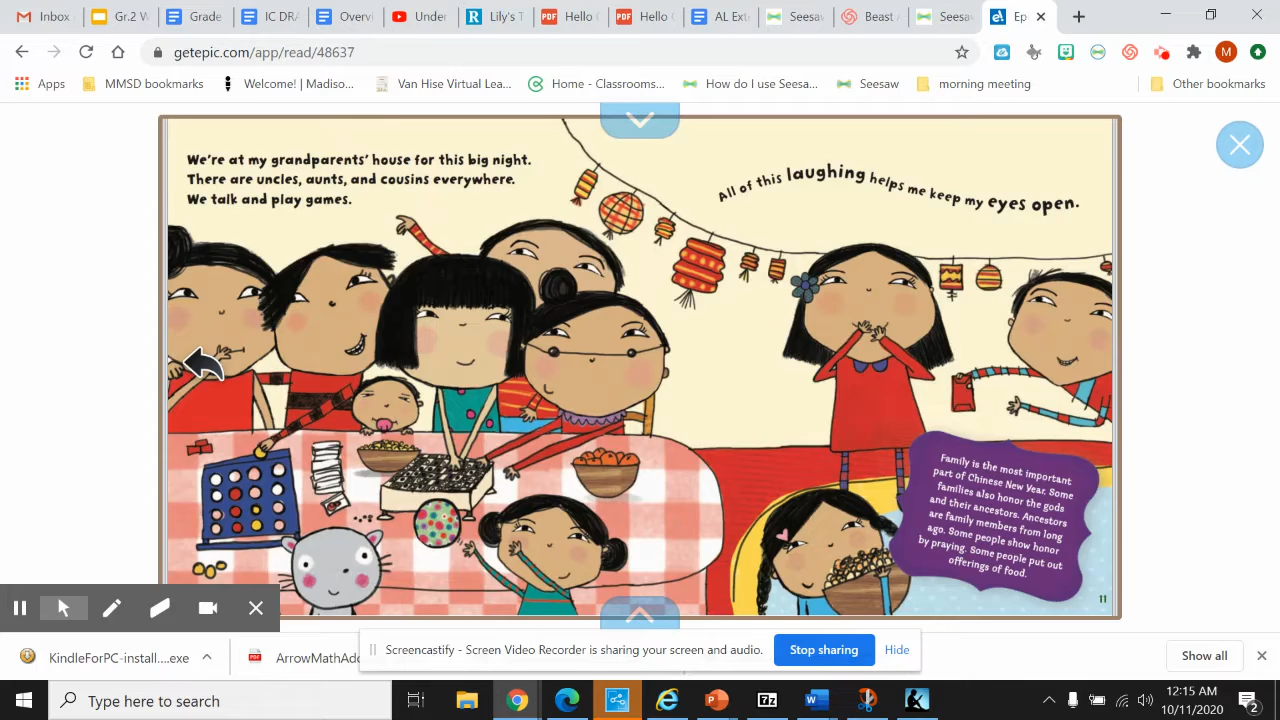 Inbox
Gr.2 W
Grade
IC DRA
Overv
Under
Lily's T
Hello
Hello
AL Ext
Seesav
Beast
Seesa
Ep
getepic.com/app/read/48637
M
Apps
MMSD bookmarks
Welcome! (Madiso...
Van Hise Virtual Lea...
Home - Classrooms...
How do I use Seesa...
Seesaw
morning meeting
Other bookmarks
We're at my grandparents' house for this big night.
There are uncles, aunts, and cousins everywhere.
We talk and play games.
All of this laughing helps me keep my eyes open.
Family is the most important
part of Chinese New Year. Some
families also honor the gods
and their ancestors. Ancestors
are family members from long
ago. Some people show honor
by praying. Some people put out
offerings of food.
11
KindleForPC-install....exe
PDF
ArrowMathAdd
Screencastify - Screen Video Recorder is sharing your screen and audio.
Stop sharing
Hide
Show all
Type here to search
12:15 AM
10/11/2020
2